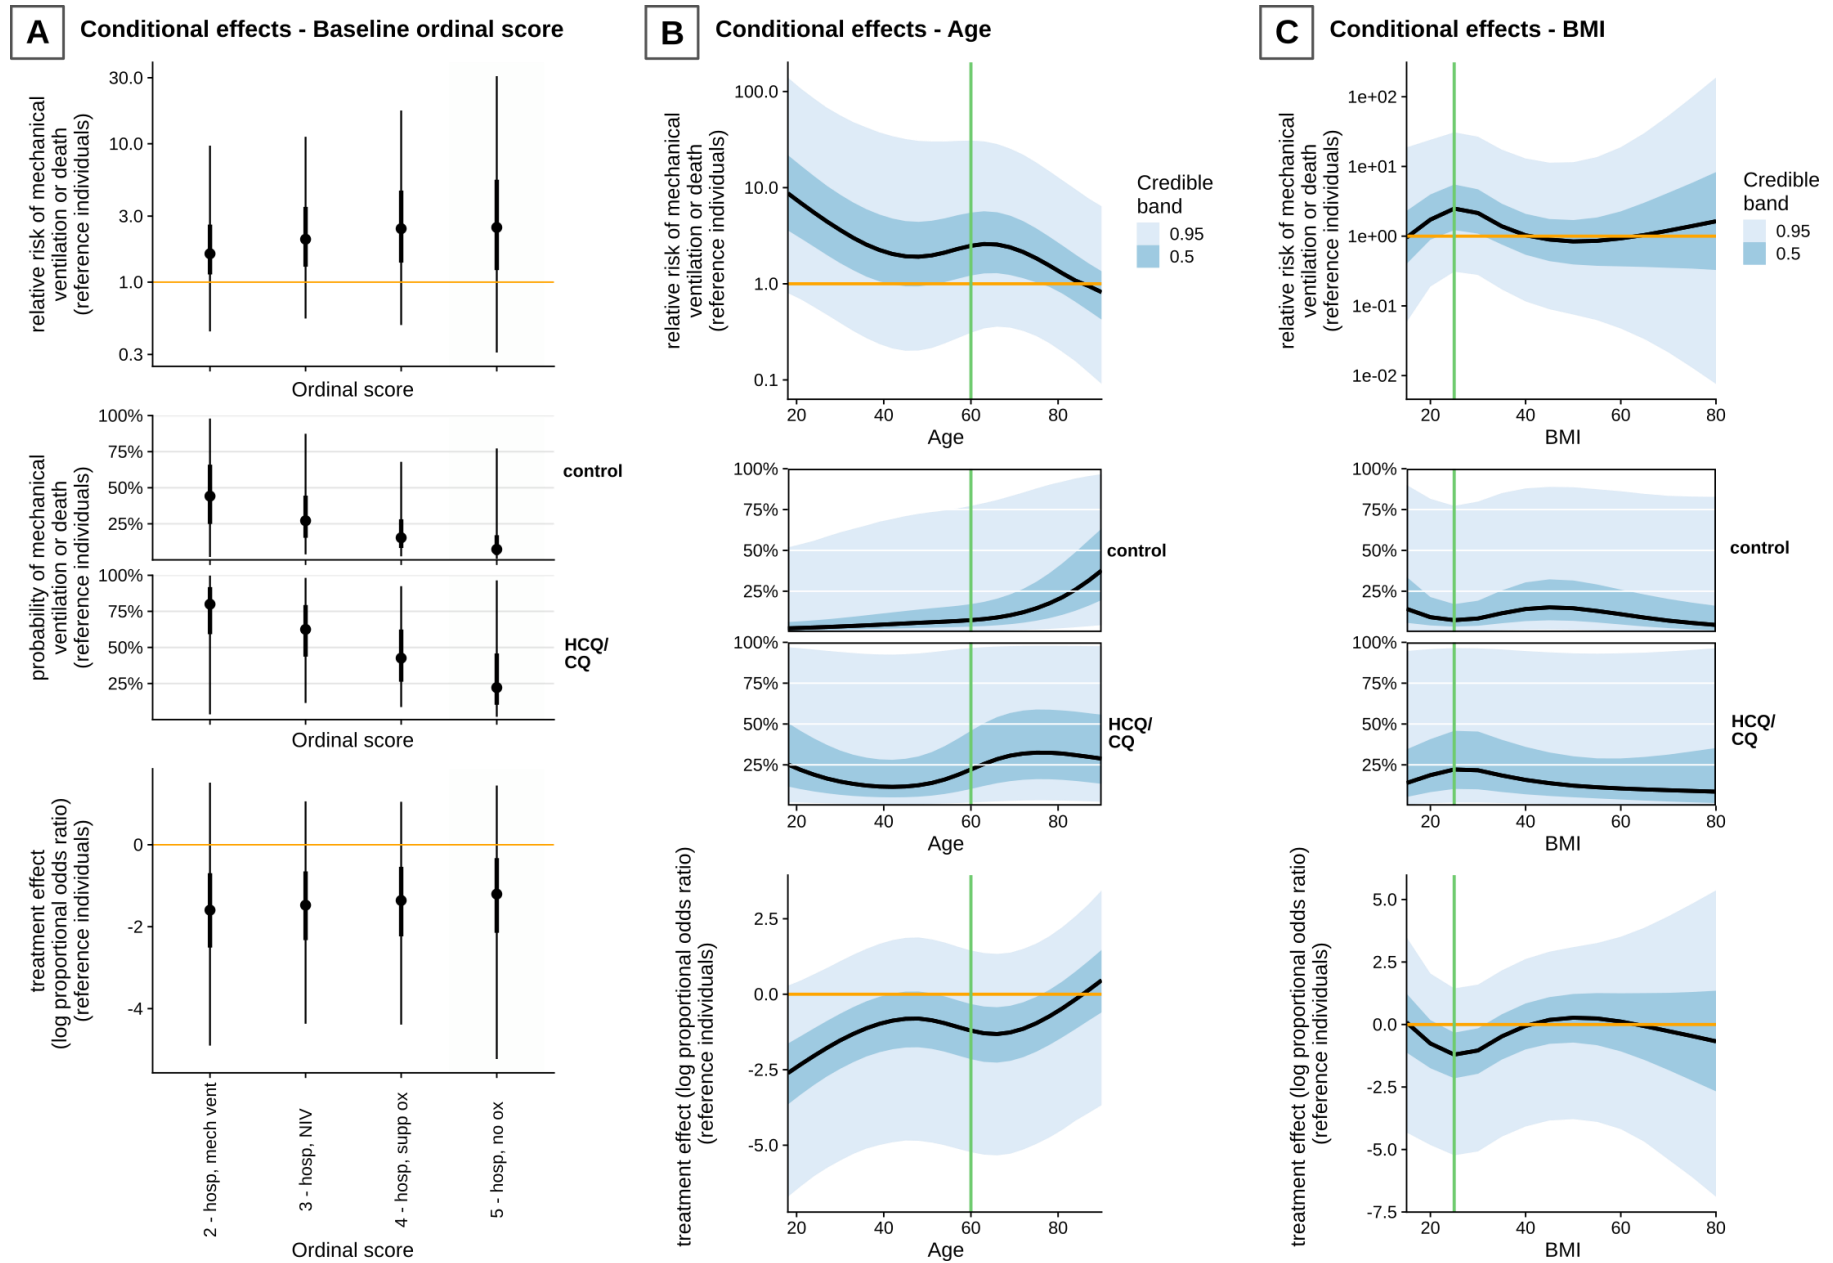 A
Conditional effects - Baseline ordinal score
relative risk of mechanical
ventilation or death
(reference individuals)
30.0
10.0
3.0
1.0
0.3
Ordinal score
probability of mechanical
ventilation or death
(reference individuals)
100%
75%
50%
25%
control
100%
75%
50%
25%
HCQ/
CQ
Ordinal score
treatment effect
(log proportional odds ratio)
(reference individuals)
0
-2
-4
2 - hosp, mech vent
3 - hosp, NIV
4 - hosp, supp ox
5 - hosp, no ox
Ordinal score
B
Conditional effects - Age
relative risk of mechanical
ventilation or death
(reference individuals)
100.0
10.0
1.0
0.1
20 40 60 80
Age
Credible
band
0.95
0.5
100%
75%
50%
25%
control
100%
75%
50%
25%
HCQ/
CQ
20 40 60 80
Age
treatment effect (log proportional odds ratio)
(reference individuals)
2.5
0.0
-2.5
-5.0
20 40 60 80
Age
C
Conditional effects - BMI
relative risk of mechanical
ventilation or death
(reference individuals)
1e+02
1e+01
1e+00
1e-01
1e-02
20 40 60 80
BMI
Credible
band
0.95
0.5
100%
75%
50%
25%
control
100%
75%
50%
25%
HCQ/
CQ
20 40 60 80
BMI
treatment effect (log proportional odds ratio)
(reference individuals)
5.0
2.5
0.0
-2.5
-5.0
-7.5
20 40 60 80
BMI